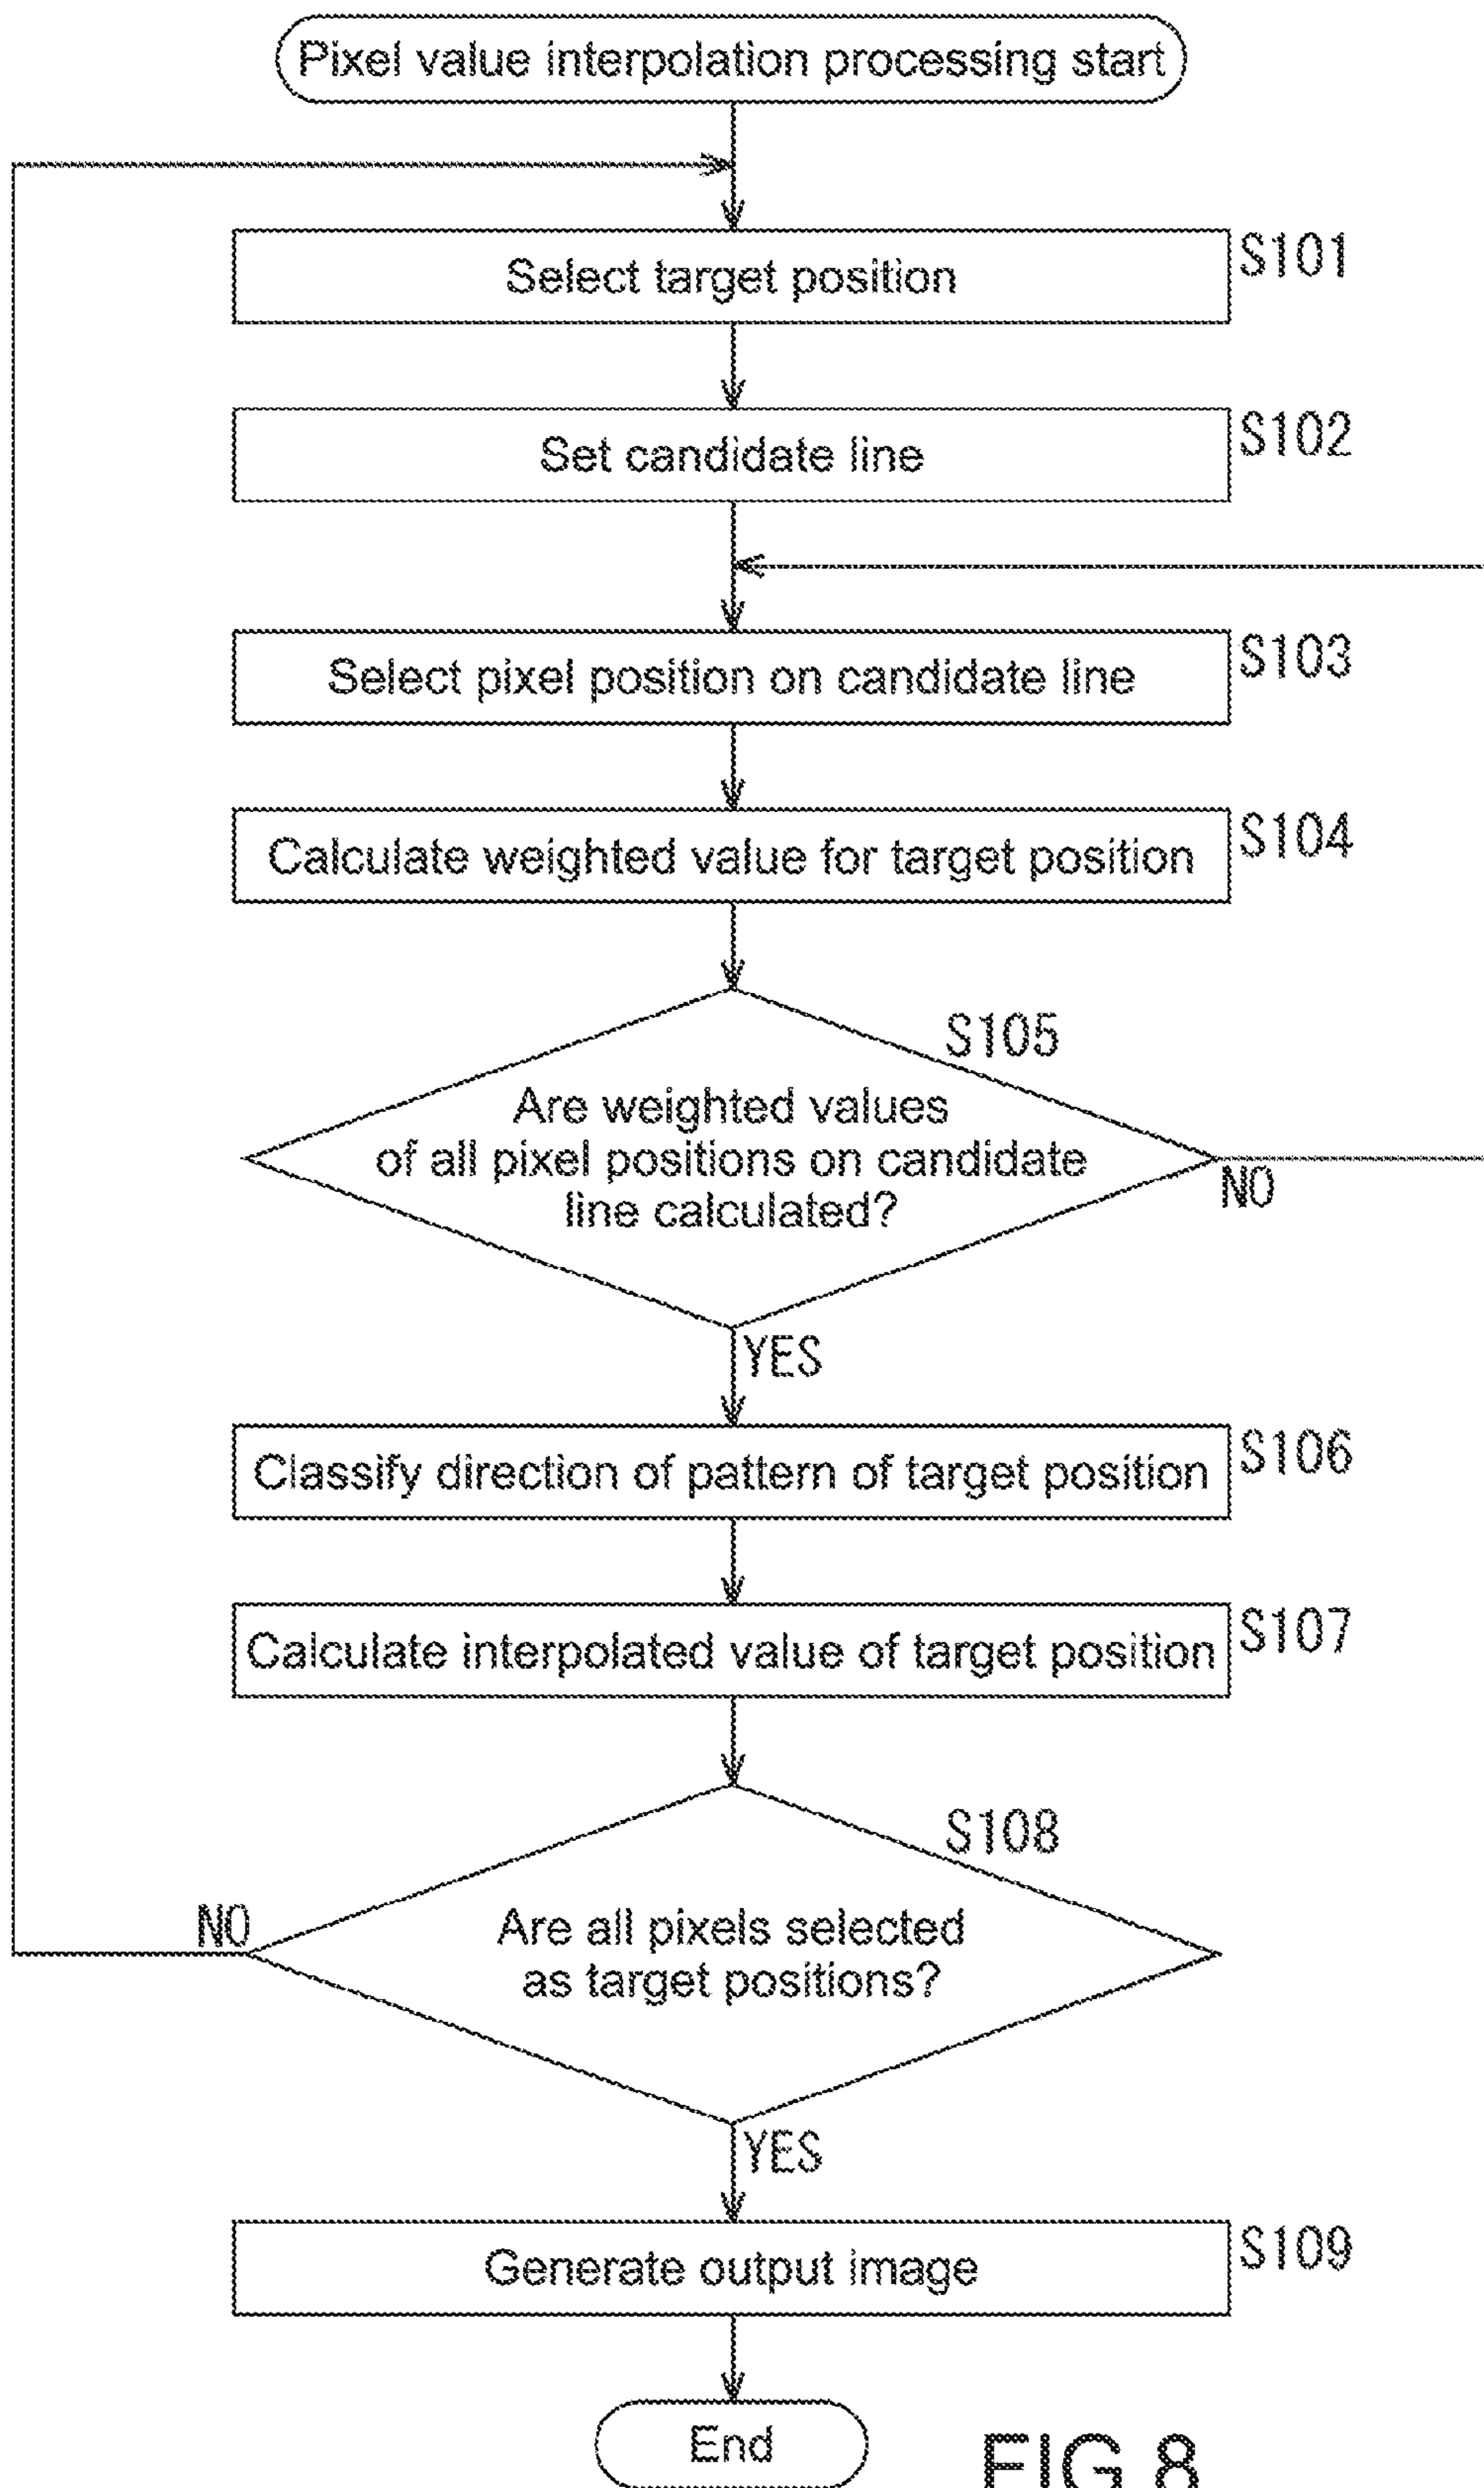 Pixel value interpolation processing start
Select target position
S101
Set candidate line
S102
Select pixel position on candidate line
S103
Calculate weighted value for target position
S104
S105
Are weighted values
of all pixel positions on candidate
line calculated?
NO
YES
Classify direction of pattern of target position
S106
Calculate interpolated value of target position
S107
S108
Are all pixels selected
as target positions?
NO
YES
Generate output image
S109
End
FIG.8